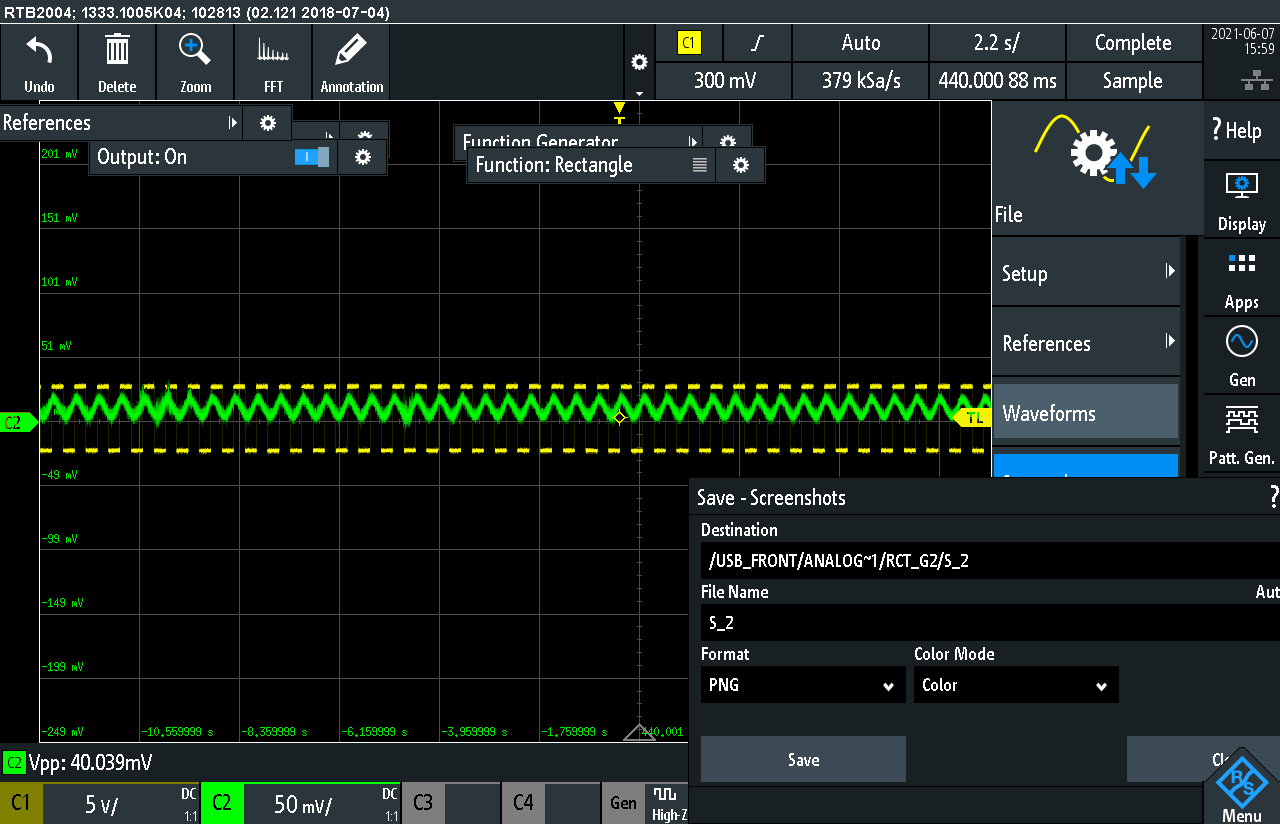 RTB2004; 1333.1005K04; 102813 (02.121 2018-07-04)
Undo
Delete
Zoom
FFT
Annotation
C1
Auto
2.2 s/
Complete
300 mV
379 kSa/s
440.000 88 ms
Sample
2021-06-07
15:59
References
Output: On
Function Generator
Function: Rectangle
T
201 mV
151 mV
101 mV
51 mV
-49 mV
-99 mV
-149 mV
-199 mV
-249 mV
C2
TL
-10,559999 s
-8,359999 s
-6,159999 s
-3,959999 s
-1,759999 s
440,001
File
Setup
References
Waveforms
? Help
Display
Apps
Gen
Patt. Gen.
Save - Screenshots
?
Destination
/USB_FRONT/ANALOG~1/RCT_G2/S_2
File Name
Aut
S_2
Format
Color Mode
PNG
Color
Save
C2 Vpp: 40.039mV
C1
5 V/
DC
1:1
C2
50 mV/
DC
1:1
C3
C4
Gen
High-Z
R&S
Menu